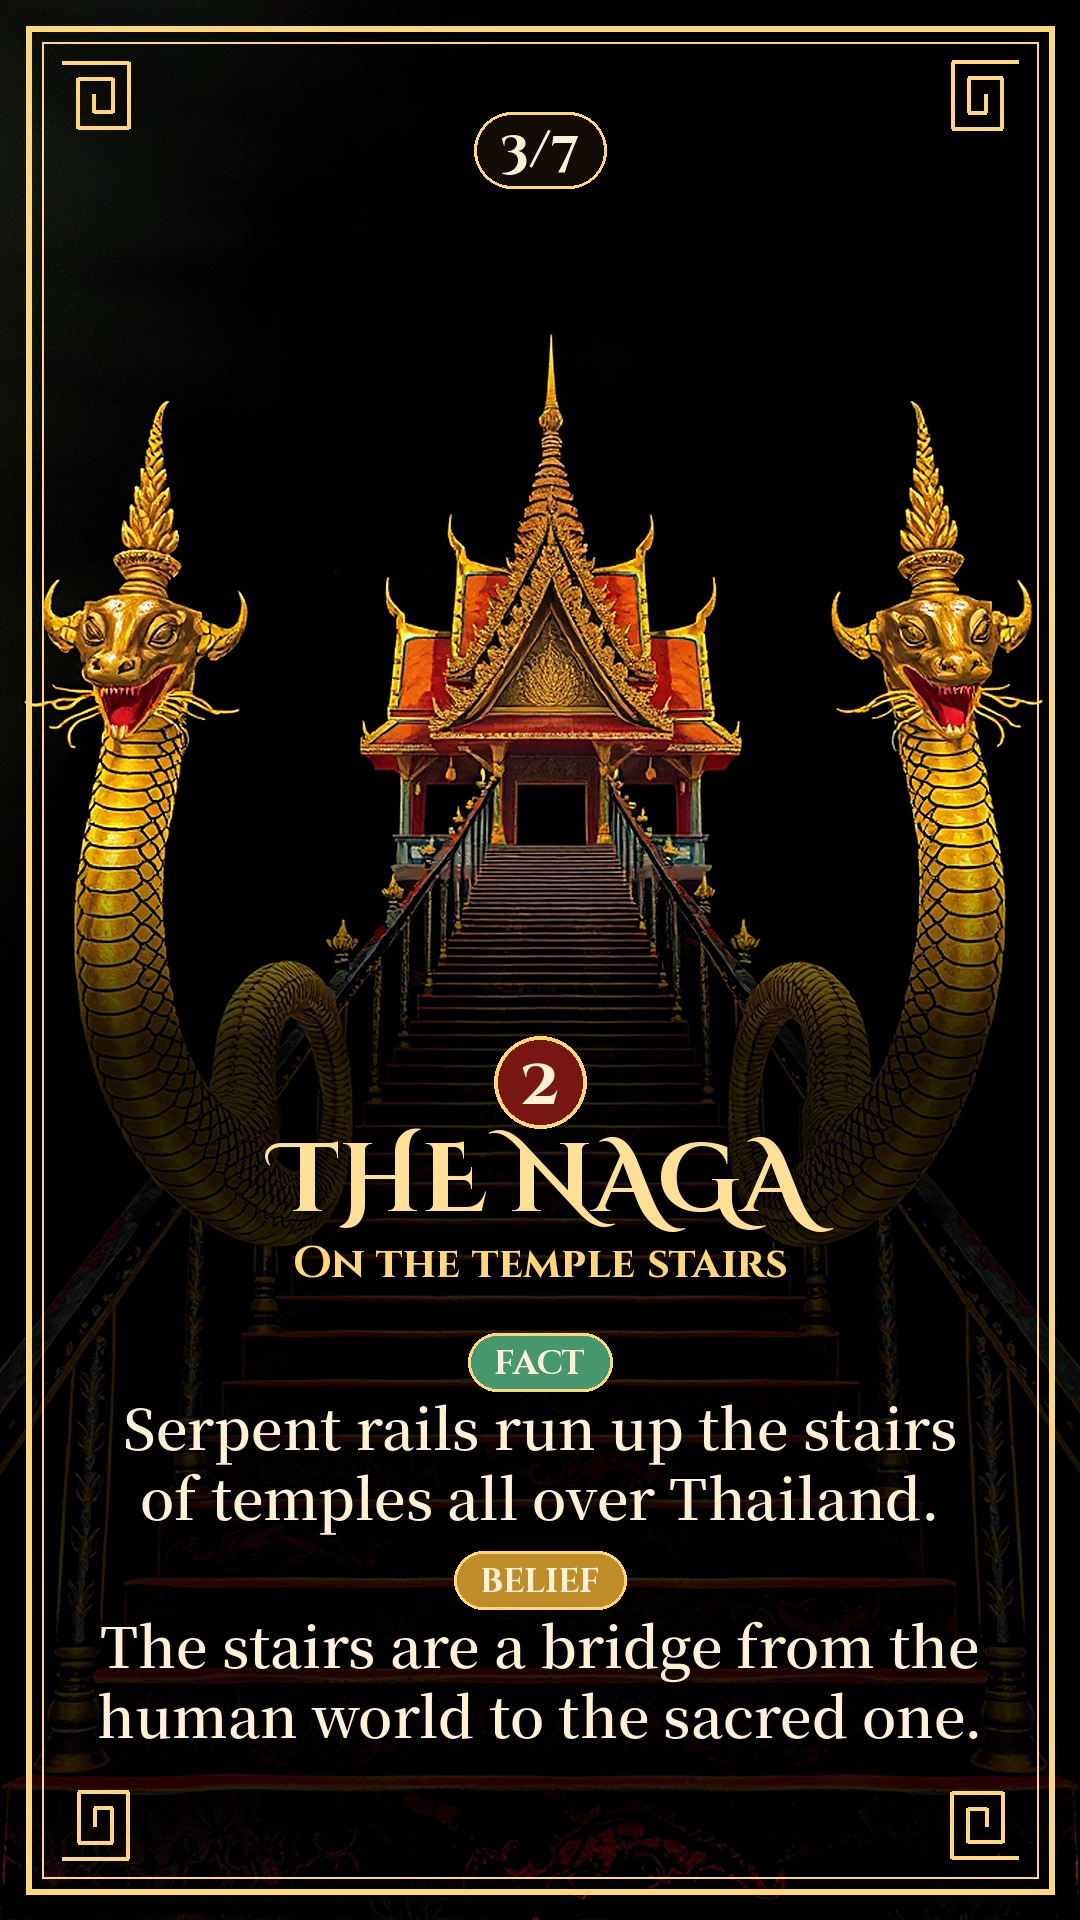 3/7
2
THE NAGA
ON THE TEMPLE STAIRS
FACT
Serpent rails run up the stairs
of temples all over Thailand.
BELIEF
The stairs are a bridge from the
human world to the sacred one.